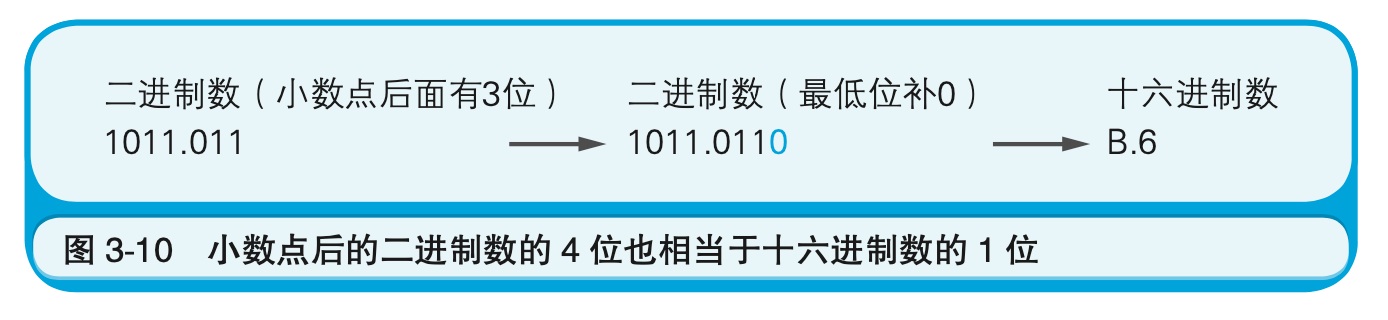 二进制数（小数点后面有3位） 二进制数（最低位补0） 十六进制数
1011.011 1011.0110 B.6
图 3-10 小数点后的二进制数的 4 位也相当于十六进制数的 1 位